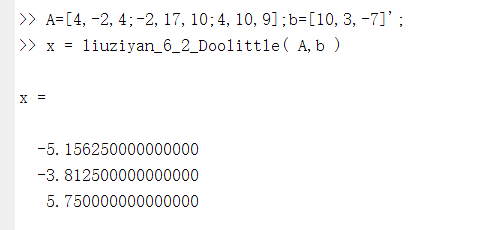 >> A=[4,-2,4;-2,17,10;4,10,9];b=[10,3,-7]';
>> x = liuziyan_6_2_Doolittle( A,b )
x =
-5.156250000000000
-3.812500000000000
5.750000000000000